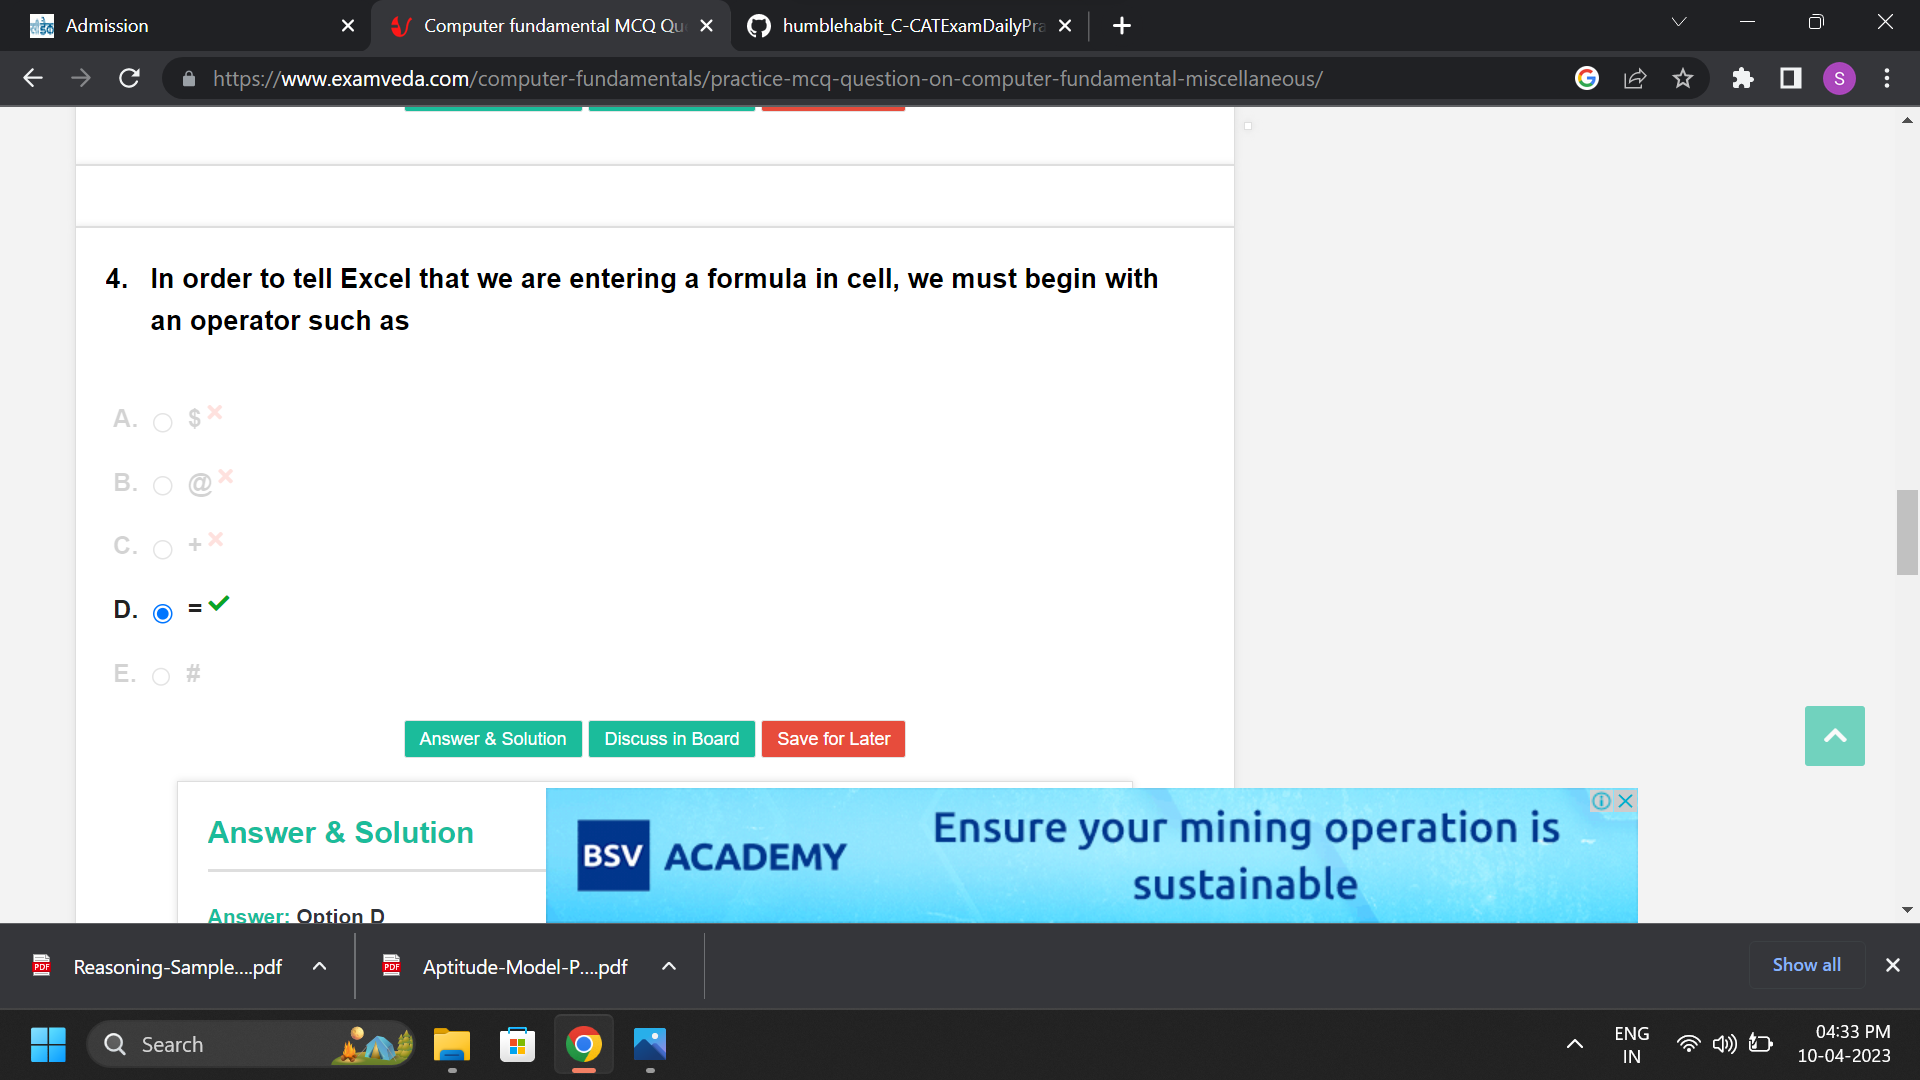 Admission
Computer fundamental MCQ Qu
humblehabit_C-CATExamDailyPra
https://www.examveda.com/computer-fundamentals/practice-mcq-question-on-computer-fundamental-miscellaneous/
S
4. In order to tell Excel that we are entering a formula in cell, we must begin with
an operator such as
A. $
B. @
C. +
D. =
E. #
Answer & Solution Discuss in Board Save for Later
Answer & Solution
Answer: Option D
BSV ACADEMY
Ensure your mining operation is
sustainable
PDF Reasoning-Sample....pdf
PDF Aptitude-Model-P....pdf
Show all
Search
ENG
IN
04:33 PM
10-04-2023